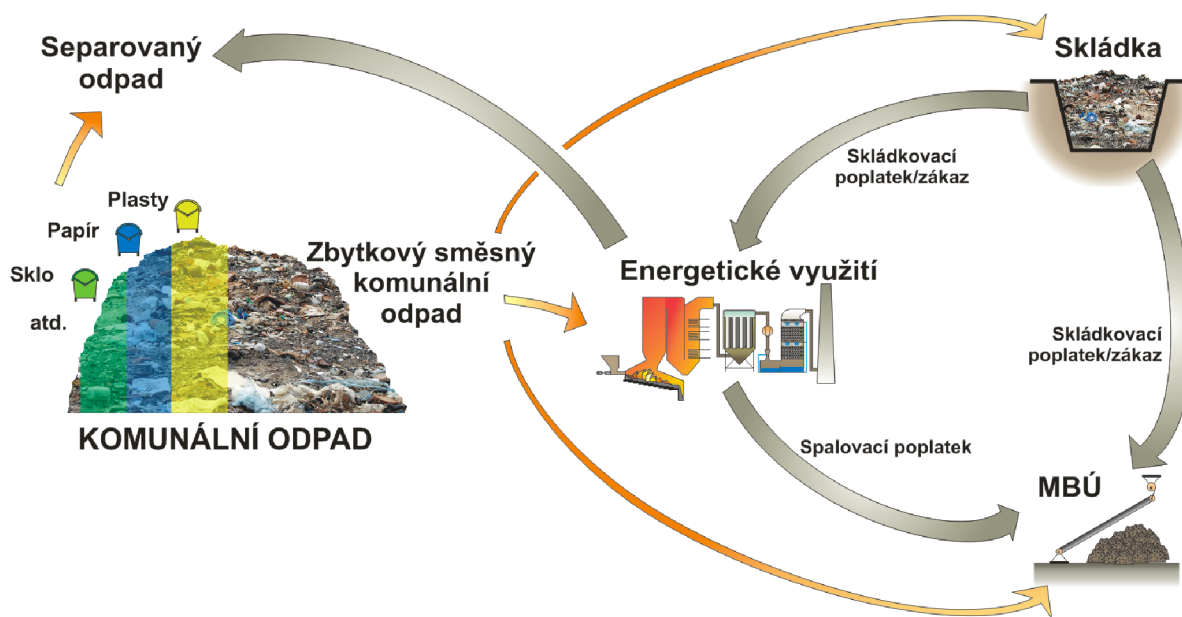 Separovaný
odpad
Skládka
Skládkovací
poplatek/zákaz
Plasty
Papír
Sklo
atd.
Zbytkový směsný
komunální
odpad
Energetické využití
Skládkovací
poplatek/zákaz
KOMUNÁLNÍ ODPAD
Spalovací poplatek
MBÚ